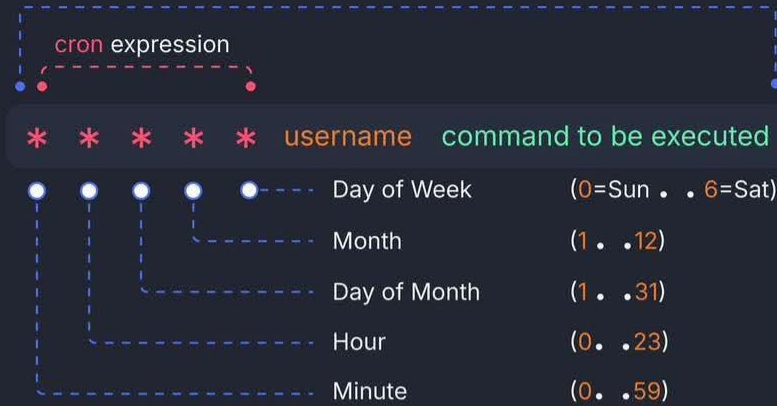 cron expression
* * * * * username command to be executed
Day of Week (0=Sun . . 6=Sat)
Month (1. .12)
Day of Month (1. .31)
Hour (0. .23)
Minute (0. .59)